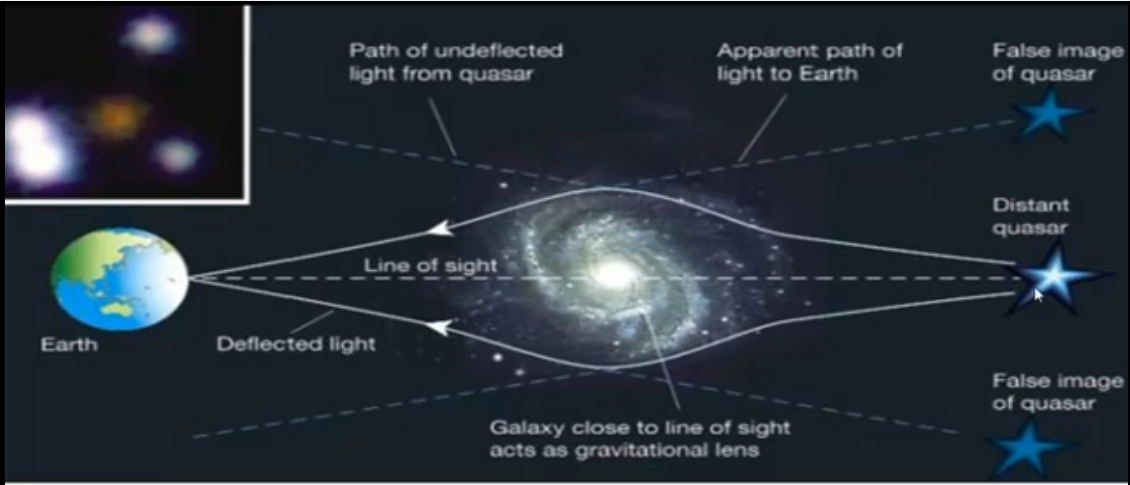 Path of undeflected
light from quasar
Apparent path of
light to Earth
False image
of quasar
Distant
quasar
Line of sight
Earth
Deflected light
False image
of quasar
Galaxy close to line of sight
acts as gravitational lens